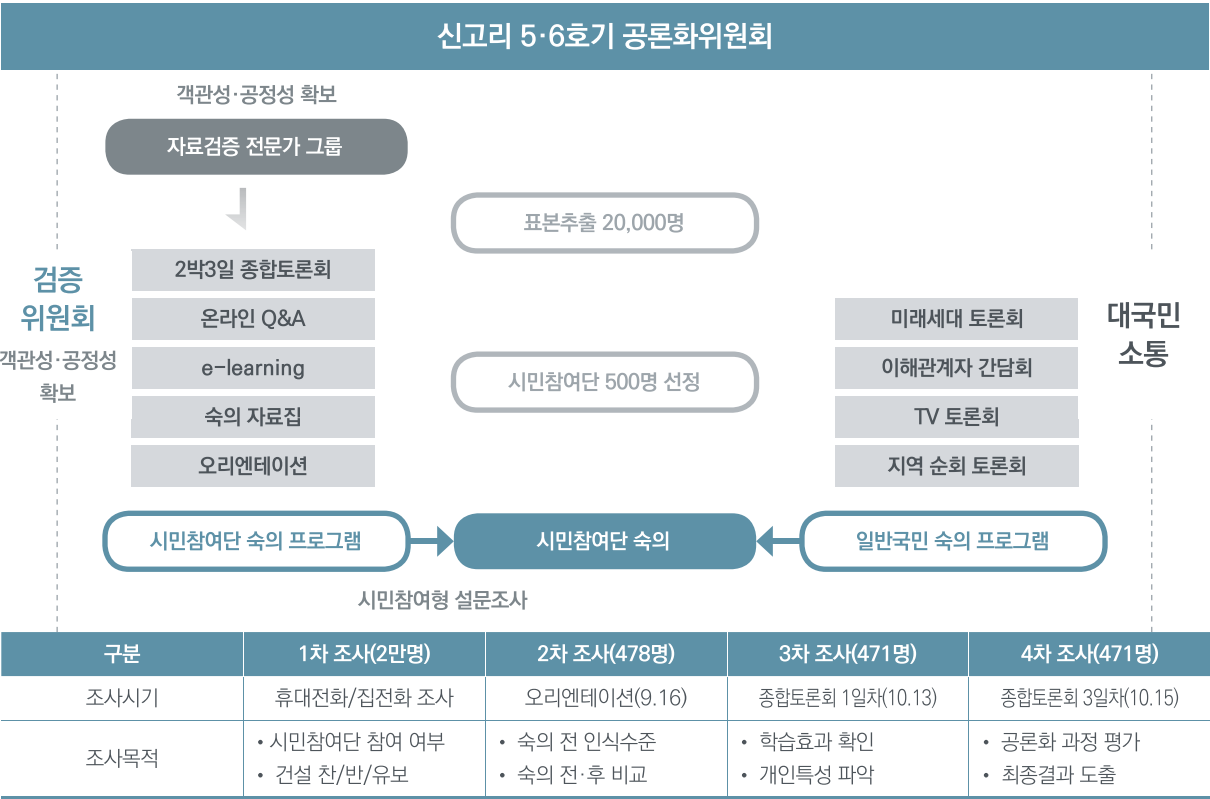 신고리 5·6호기 공론화위원회
객관성·공정성 확보
자료검증 전문가 그룹
표본추출 20,000명
검증
위원회
객관성·공정성
확보
2박3일 종합토론회
온라인 Q&A
e-learning
숙의 자료집
오리엔테이션
시민참여단 500명 선정
미래세대 토론회
이해관계자 간담회
TV 토론회
지역 순회 토론회
대국민
소통
시민참여단 숙의 프로그램
시민참여단 숙의
일반국민 숙의 프로그램
시민참여형 설문조사
구분 1차 조사(2만명) 2차 조사(478명) 3차 조사(471명) 4차 조사(471명)
조사시기 휴대전화/집전화 조사 오리엔테이션(9.16) 종합토론회 1일차(10.13) 종합토론회 3일차(10.15)
조사목적
• 시민참여단 참여 여부
• 건설 찬/반/유보
• 숙의 전 인식수준
• 숙의 전·후 비교
• 학습효과 확인
• 개인특성 파악
• 공론화 과정 평가
• 최종결과 도출